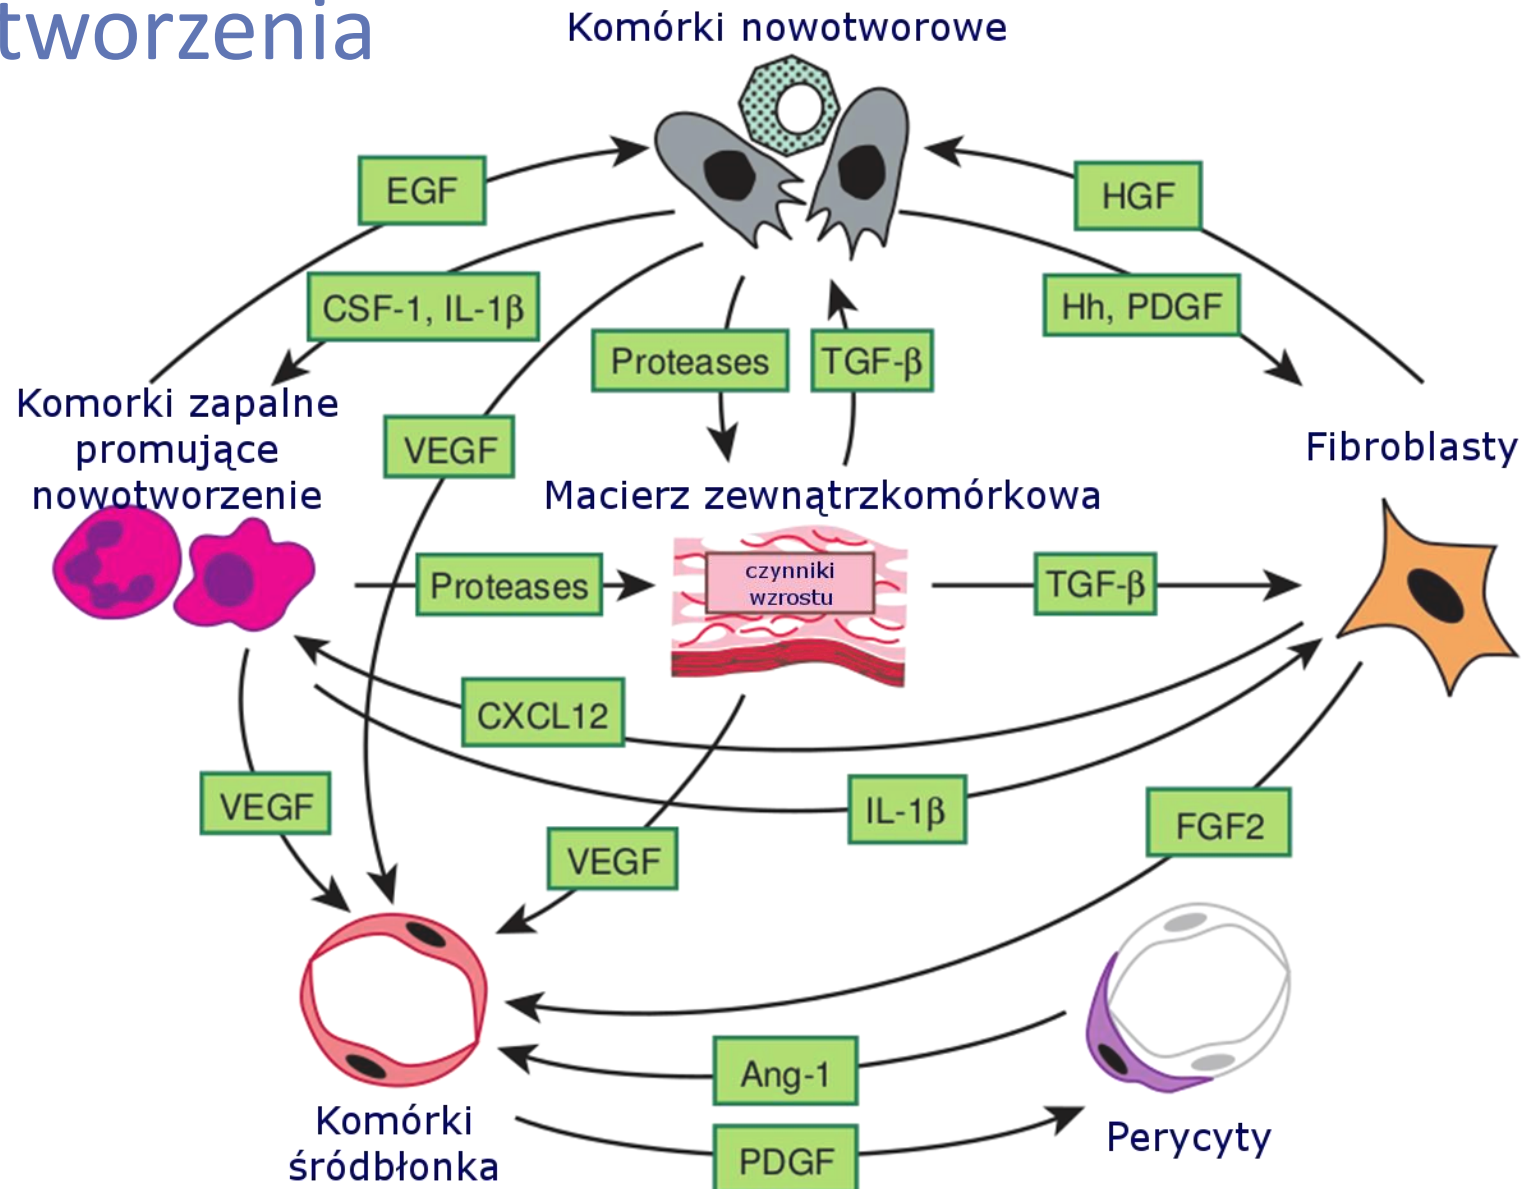 tworzenia
Komórki nowotworowe
EGF
HGF
CSF-1, IL-1β
Hh, PDGF
Proteases
TGF-β
Komorki zapalne
promujące
nowotworzenie
VEGF
Fibroblasty
Macierz zewnątrzkomórkowa
Proteases
czynniki
wzrostu
TGF-β
CXCL12
VEGF
IL-1β
FGF2
VEGF
Ang-1
Komórki
śródbłonka
PDGF
Perycyty